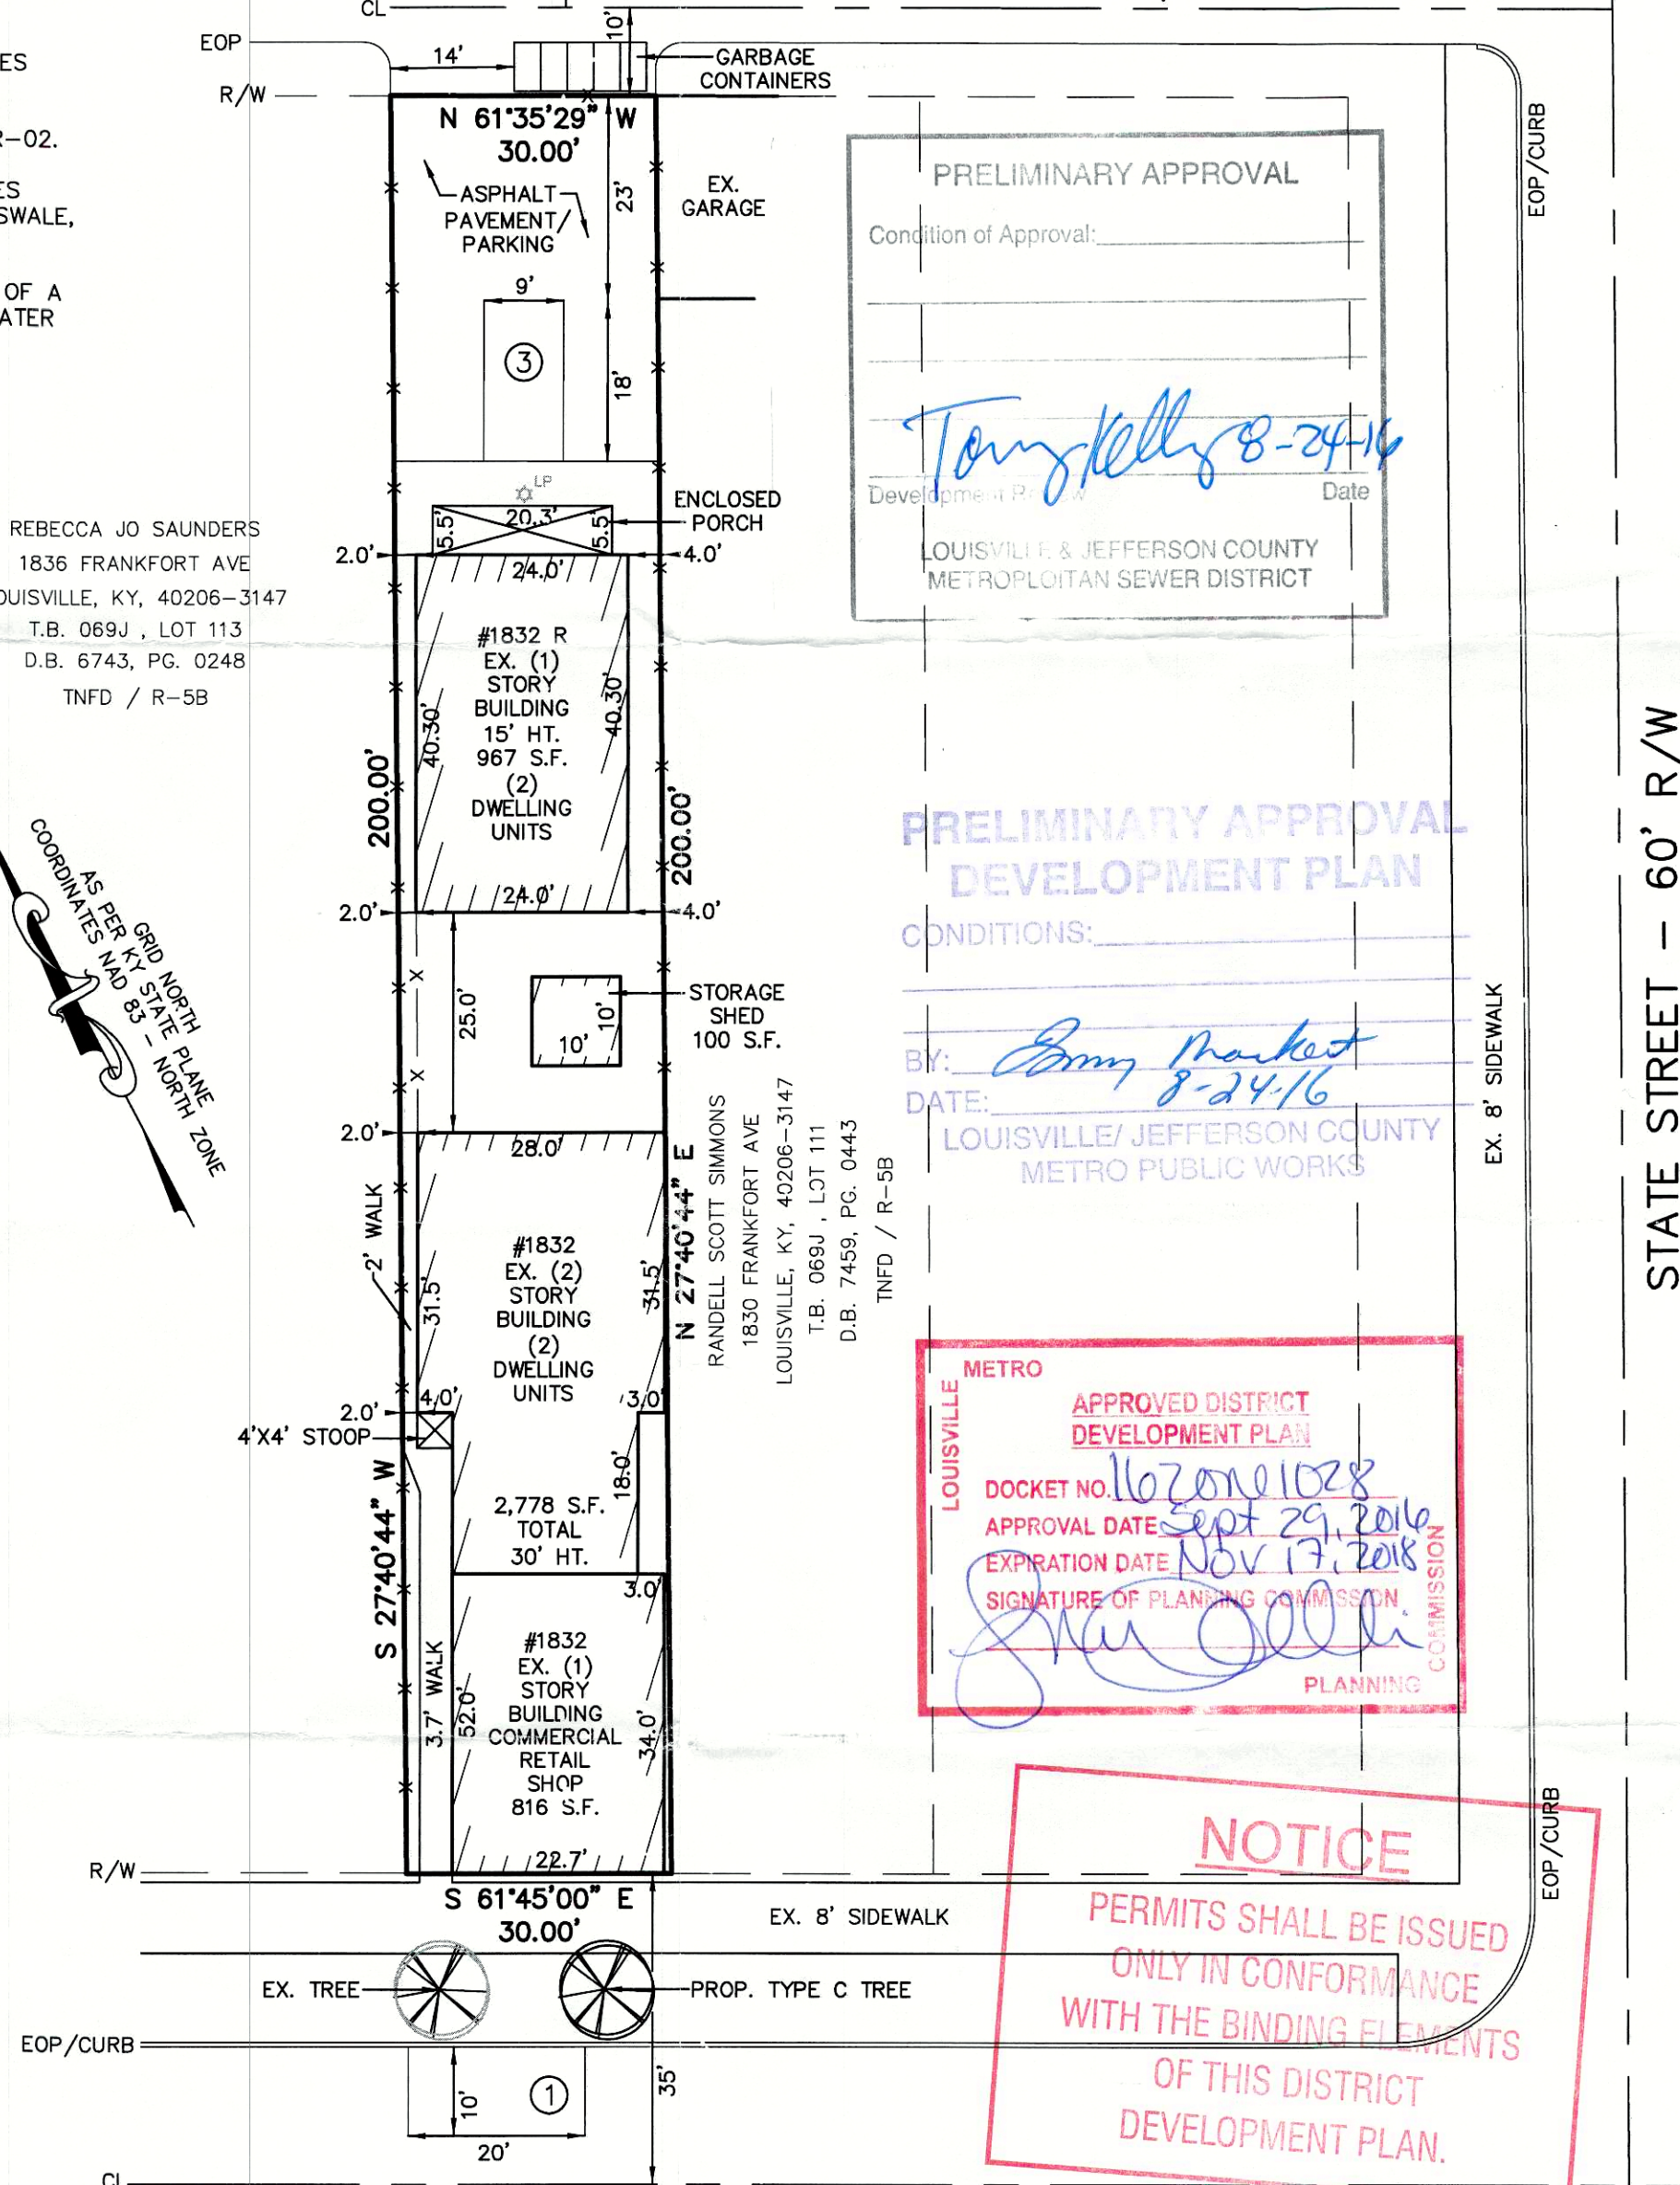 CL
10'
EOP
14'
GARBAGE
CONTAINERS
ES
R/W
N 61°35'29" W
30.00'
R-02.
ES
SWALE,
OF A
ATER
ASPHALT
PAVEMENT/
PARKING
23'
EX.
GARAGE
9'
3
18'
LP
ENCLOSED
PORCH
5.5'
20.3'
5.5'
2.0'
24.0'
4.0'
REBECCA JO SAUNDERS
1836 FRANKFORT AVE
OUISVILLE, KY, 40206-3147
T.B. 069J , LOT 113
D.B. 6743, PG. 0248
TNFD / R-5B
#1832 R
EX. (1)
STORY
BUILDING
15' HT.
967 S.F.
(2)
DWELLING
UNITS
40.30'
40.30'
200.00'
200.00'
24.0'
2.0'
4.0'
GRID NORTH
AS PER KY STATE PLANE
COORDINATES NAD 83 - NORTH ZONE
25.0'
10'
10'
STORAGE
SHED
100 S.F.
2.0'
28.0'
2' WALK
N 27°40'44" E
RANDELL SCOTT SIMMONS
1830 FRANKFORT AVE
LOUISVILLE, KY, 40206-3147
T.B. 069J , LOT 111
D.B. 7459, PG. 0443
TNFD / R-5B
#1832
EX. (2)
STORY
BUILDING
(2)
DWELLING
UNITS
31.5'
31.5'
4.0'
3.0'
2.0'
4'X4' STOOP
18.0'
2,778 S.F.
TOTAL
30' HT.
S 27°40'44" W
3.0'
3.7' WALK
52.0'
34.0'
#1832
EX. (1)
STORY
BUILDING
COMMERCIAL
RETAIL
SHOP
816 S.F.
22.7'
R/W
S 61°45'00" E
30.00'
EX. 8' SIDEWALK
EX. TREE
PROP. TYPE C TREE
EOP/CURB
10'
1
20'
35'
CL
PRELIMINARY APPROVAL
Condition of Approval:
Tony Kelly 8-24-16
Development Review
Date
LOUISVILLE & JEFFERSON COUNTY
METROPLOITAN SEWER DISTRICT
PRELIMINARY APPROVAL
DEVELOPMENT PLAN
CONDITIONS:
BY: Markert
DATE: 8-24-16
LOUISVILLE/ JEFFERSON COUNTY
METRO PUBLIC WORKS
LOUISVILLE
METRO
APPROVED DISTRICT
DEVELOPMENT PLAN
DOCKET NO. 16zone1028
APPROVAL DATE Sept 29, 2016
EXPIRATION DATE Nov 17, 2018
SIGNATURE OF PLANNING COMMISSION
PLANNING
COMMISSION
NOTICE
PERMITS SHALL BE ISSUED
ONLY IN CONFORMANCE
WITH THE BINDING ELEMENTS
OF THIS DISTRICT
DEVELOPMENT PLAN.
EOP/CURB
EX. 8' SIDEWALK
EOP/CURB
STATE STREET - 60' R/W